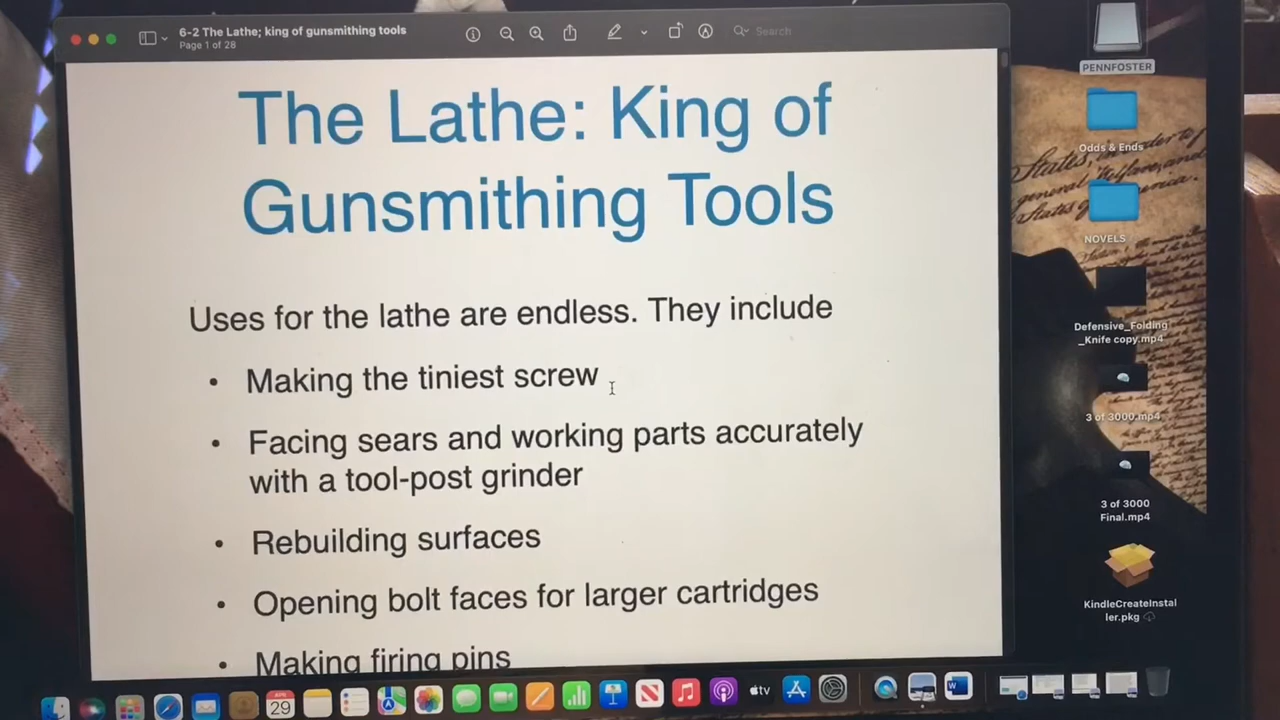 6-2 The Lathe; king of gunsmithing tools
Page 1 of 28
Search
The Lathe: King of
Gunsmithing Tools
Uses for the lathe are endless. They include
• Making the tiniest screw
• Facing sears and working parts accurately
with a tool-post grinder
• Rebuilding surfaces
• Opening bolt faces for larger cartridges
• Making firing pins
PENNFOSTER
Odds & Ends
NOVELS
Defensive_Folding
_Knife copy.mp4
3 of 3000.mp4
3 of 3000
Final.mp4
KindleCreateInstal
ler.pkg
APR
29
tv
W